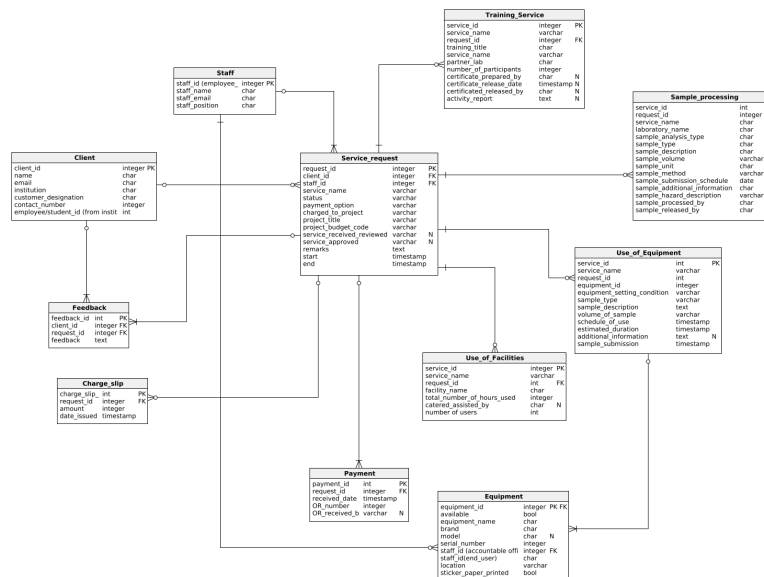 Training_Service
service_id integer PK
service_name varchar
request_id integer FK
training_title char
service_name varchar
partner_lab char
number_of_participants integer
certificate_prepared_by char N
certificate_release_date timestamp N
certificated_released_by char N
activity_report text N
Staff
staff_id (employee_ integer PK
staff_name char
staff_email char
staff_position char
Sample_processing
service_id int
request_id integer
service_name char
laboratory_name char
sample_analysis_type char
sample_type char
sample_description char
sample_volume varchar
sample_unit char
sample_method varchar
sample_submission_schedule date
sample_additional_information char
sample_hazard_description varchar
sample_processed_by char
sample_released_by char
Client
client_id integer PK
name char
email char
institution char
customer_designation char
contact_number integer
employee/student_id (from instit int
Service_request
request_id integer PK
client_id integer FK
staff_id integer FK
service_name varchar
status varchar
payment_option varchar
charged_to_project varchar
project_title varchar
project_budget_code varchar
service_received_reviewed varchar N
service_approved varchar N
remarks text
start timestamp
end timestamp
Use_of_Equipment
service_id int PK
service_name varchar
request_id int
equipment_id integer
equipment_setting_condition varchar
sample_type varchar
sample_description text
volume_of_sample varchar
schedule_of_use timestamp
estimated_duration timestamp
additional_information text N
sample_submission timestamp
Feedback
feedback_id int PK
client_id integer FK
request_id integer FK
feedback text
Use_of_Facilities
service_id integer PK
service_name varchar
request_id int FK
facility_name char
total_number_of_hours_used integer
catered_assisted_by char N
number of users int
Charge_slip
charge_slip_ int PK
request_id integer FK
amount integer
date_issued timestamp
Payment
payment_id int PK
request_id integer FK
received_date timestamp
OR_number integer
OR_received_b varchar N
Equipment
equipment_id integer PK FK
available bool
equipment_name char
brand char
model char N
serial_number integer
staff_id (accountable offi integer FK
staff_id(end_user) char
location varchar
sticker_paper_printed bool